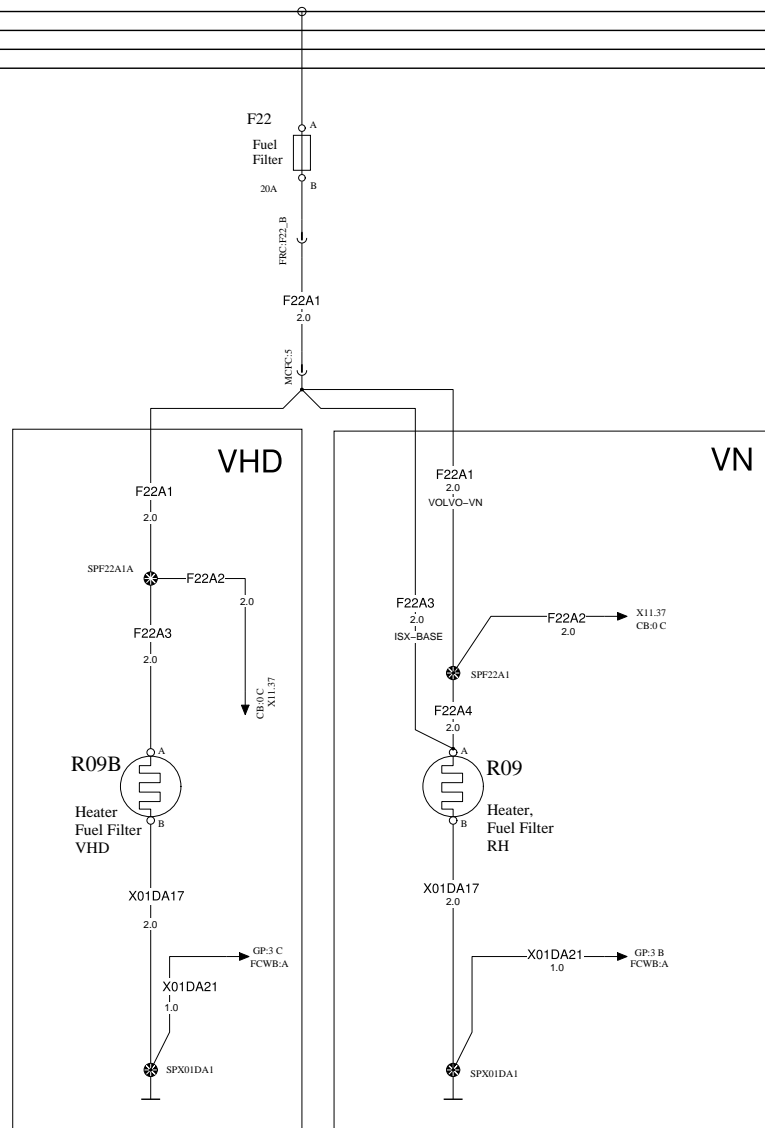 F22
A
Fuel
Filter
20A
B
FRC:F22_B
F22A1
2.0
MCFC:5
VHD
F22A1
2.0
SPF22A1A
F22A2
2.0
F22A3
2.0
CB:0 C
X11.37
R09B
A
Heater
Fuel Filter
VHD
B
X01DA17
2.0
GP:3 C
FCWB:A
X01DA21
1.0
SPX01DA1
VN
F22A1
2.0
VOLVO-VN
F22A3
2.0
ISX-BASE
F22A2
2.0
X11.37
CB:0 C
SPF22A1
F22A4
2.0
A
R09
Heater,
Fuel Filter
RH
B
X01DA17
2.0
X01DA21
1.0
GP:3 B
FCWB:A
SPX01DA1